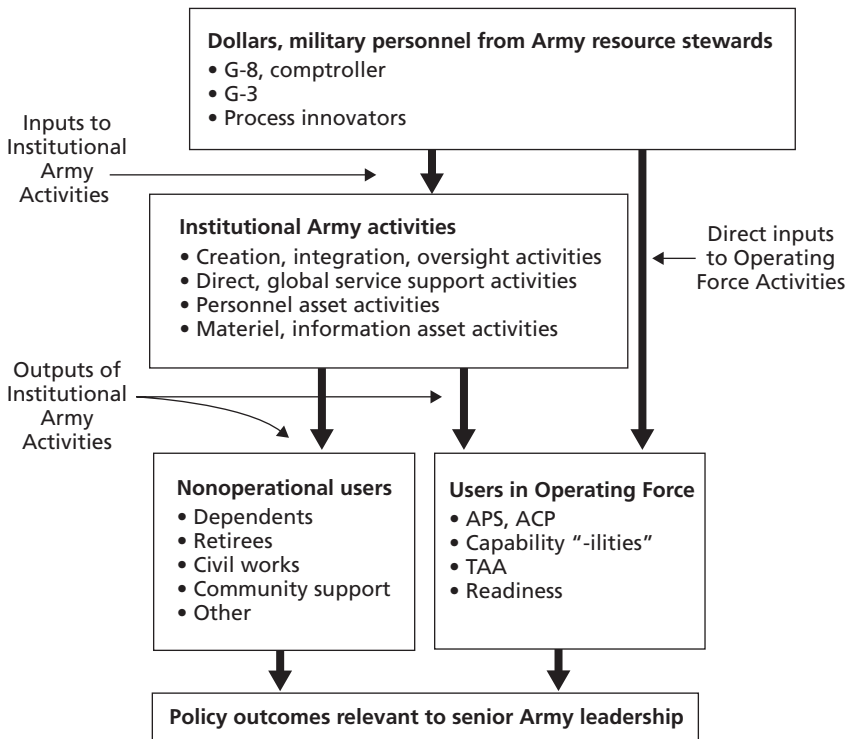 Dollars, military personnel from Army resource stewards
• G-8, comptroller
• G-3
• Process innovators
Inputs to
Institutional
Army
Activities
Institutional Army activities
• Creation, integration, oversight activities
• Direct, global service support activities
• Personnel asset activities
• Materiel, information asset activities
Direct inputs
to Operating
Force Activities
Outputs of
Institutional
Army
Activities
Nonoperational users
• Dependents
• Retirees
• Civil works
• Community support
• Other
Users in Operating Force
• APS, ACP
• Capability “-ilities”
• TAA
• Readiness
Policy outcomes relevant to senior Army leadership